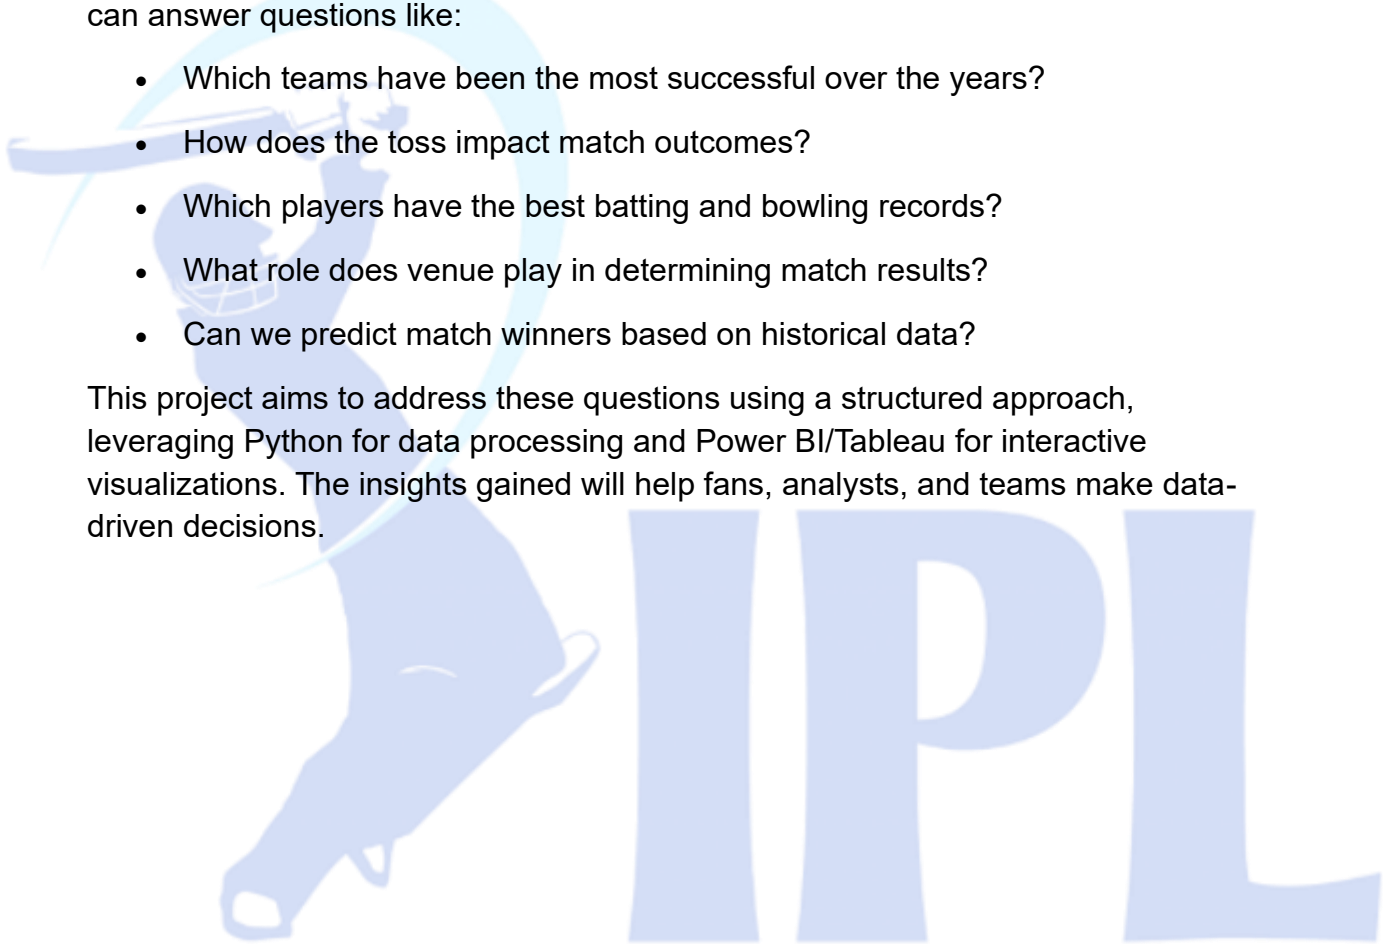 can answer questions like:
• Which teams have been the most successful over the years?
• How does the toss impact match outcomes?
• Which players have the best batting and bowling records?
• What role does venue play in determining match results?
• Can we predict match winners based on historical data?
This project aims to address these questions using a structured approach,
leveraging Python for data processing and Power BI/Tableau for interactive
visualizations. The insights gained will help fans, analysts, and teams make data-
driven decisions.
IPL